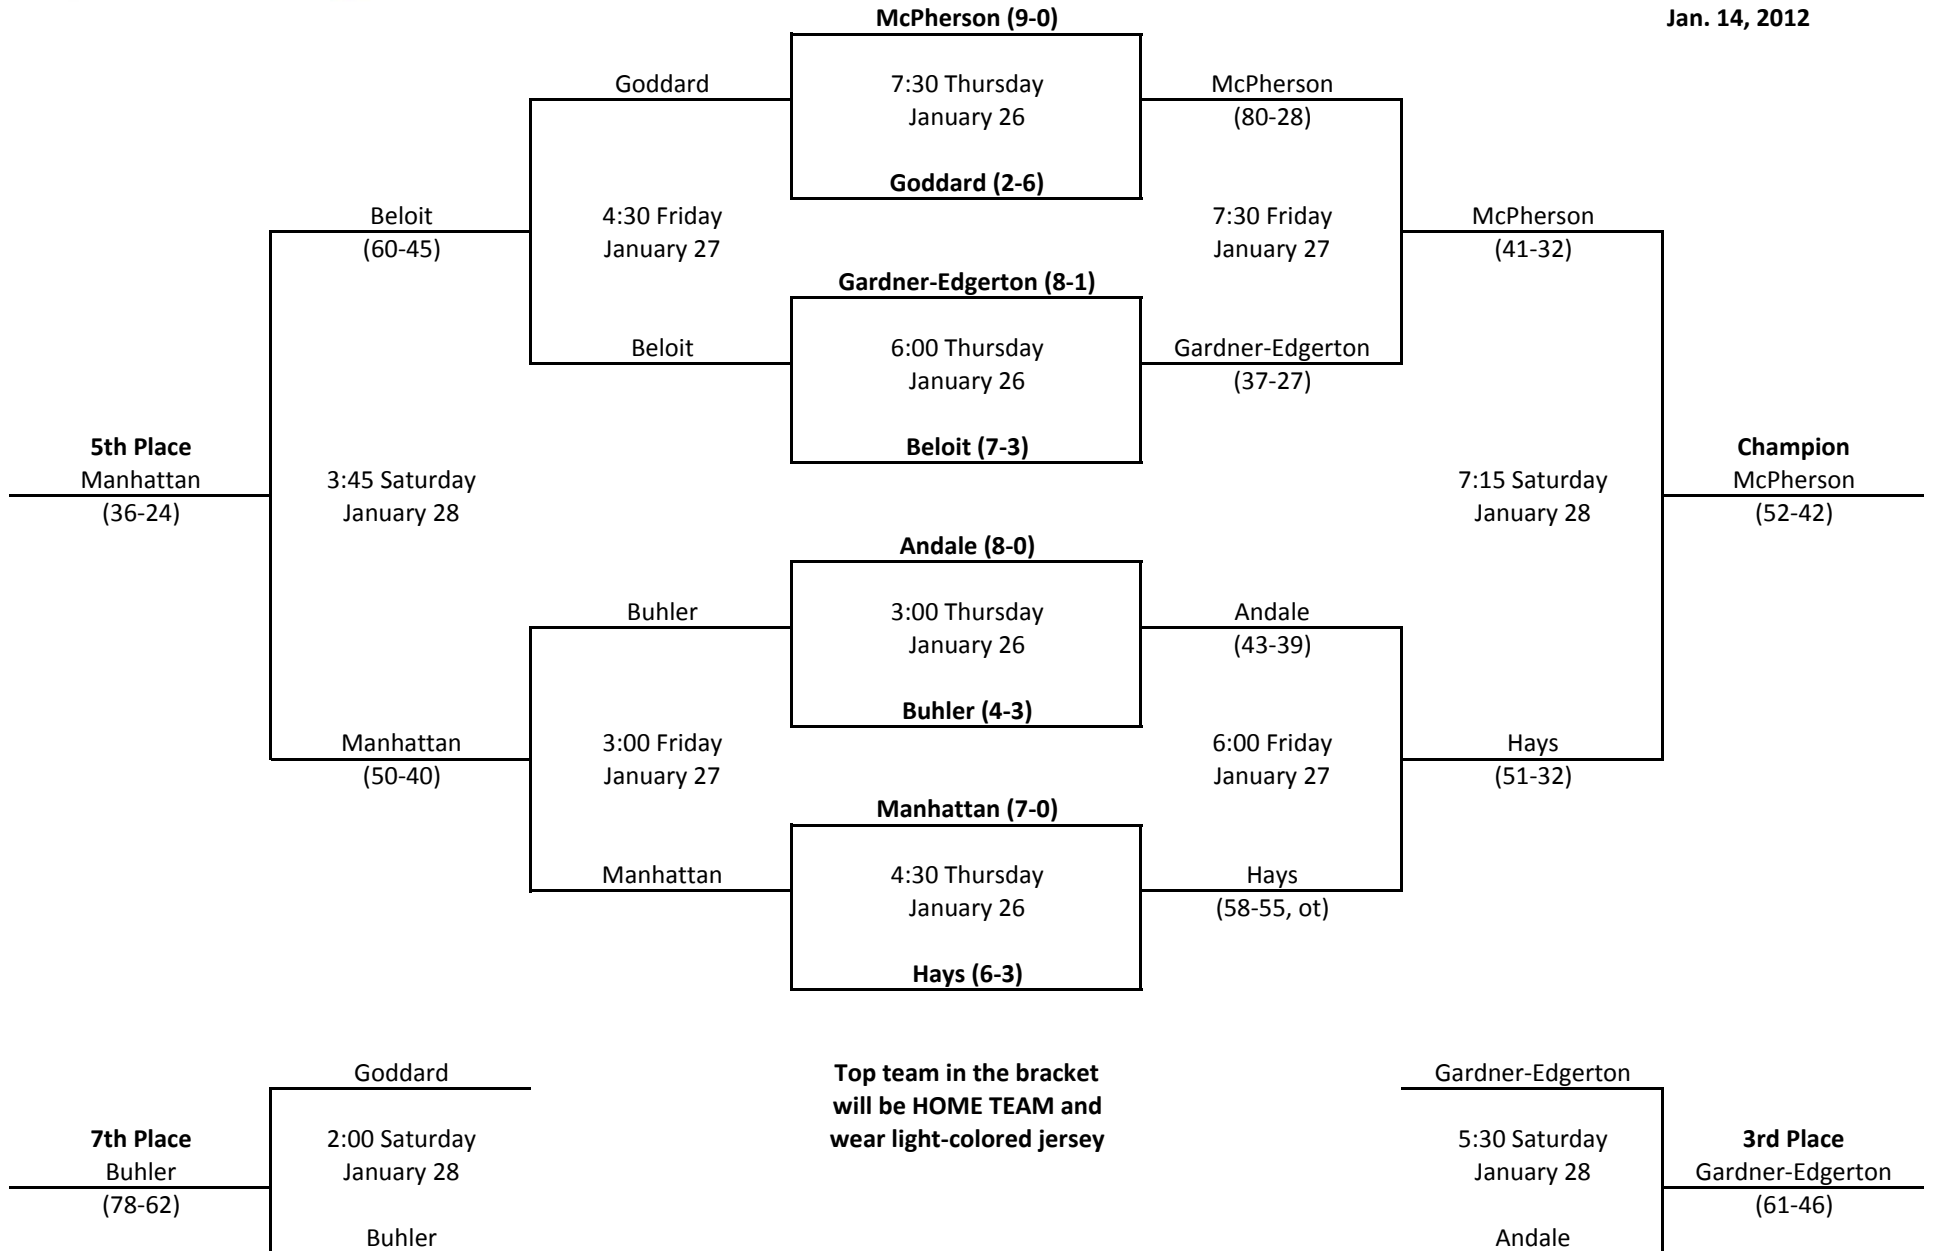 McPherson (9-0)
Jan. 14, 2012
Goddard
7:30 Thursday
McPherson
January 26
(80-28)
Goddard (2-6)
Beloit
4:30 Friday
7:30 Friday
McPherson
(60-45)
January 27
January 27
(41-32)
Gardner-Edgerton (8-1)
Beloit
6:00 Thursday
Gardner-Edgerton
January 26
(37-27)
5th Place
Beloit (7-3)
Champion
Manhattan
3:45 Saturday
7:15 Saturday
McPherson
(36-24)
January 28
January 28
(52-42)
Andale (8-0)
Buhler
3:00 Thursday
Andale
January 26
(43-39)
Buhler (4-3)
Manhattan
3:00 Friday
6:00 Friday
Hays
(50-40)
January 27
January 27
(51-32)
Manhattan (7-0)
Manhattan
4:30 Thursday
Hays
January 26
(58-55, ot)
Hays (6-3)
Goddard
Top team in the bracket
Gardner-Edgerton
will be HOME TEAM and
7th Place
2:00 Saturday
wear light-colored jersey
5:30 Saturday
3rd Place
Buhler
January 28
January 28
Gardner-Edgerton
(78-62)
(61-46)
Buhler
Andale